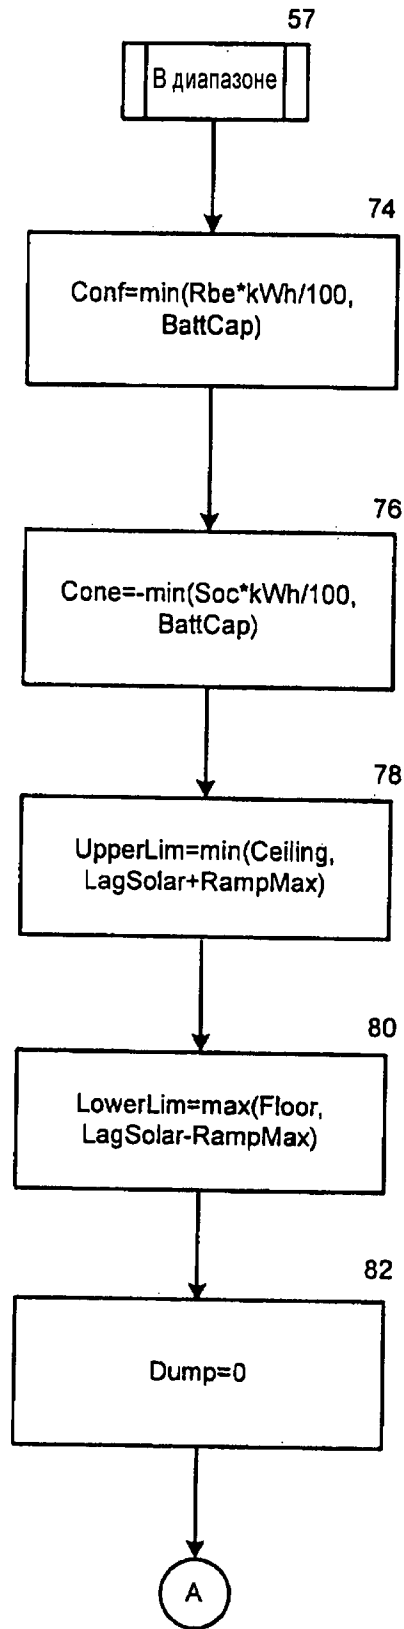 57
В диапазоне
74
Conf=min(Rbe*kWh/100,
BattCap)
76
Cone=-min(Soc*kWh/100,
BattCap)
78
UpperLim=min(Ceiling,
LagSolar+RampMax)
80
LowerLim=max(Floor,
LagSolar-RampMax)
82
Dump=0
A